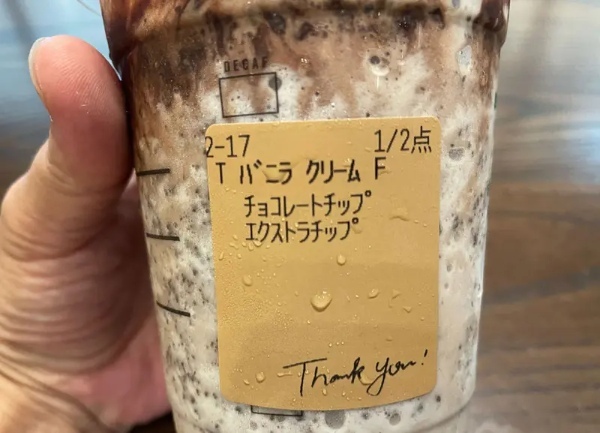 DECAF
2-17 1/2点
T バニラ クリーム F
チョコレートチップ
エクストラチップ
Thank you!